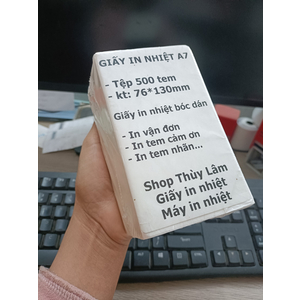 GIẤY IN NHIỆT A7
- Tệp 500 tem
- kt: 76*130mm
Giấy in nhiệt bóc dán
- In vận đơn
- In tem cảm ơn
- In tem nhãn...
Shop Thùy Lâm
Giấy in nhiệt
Máy in nhiệt